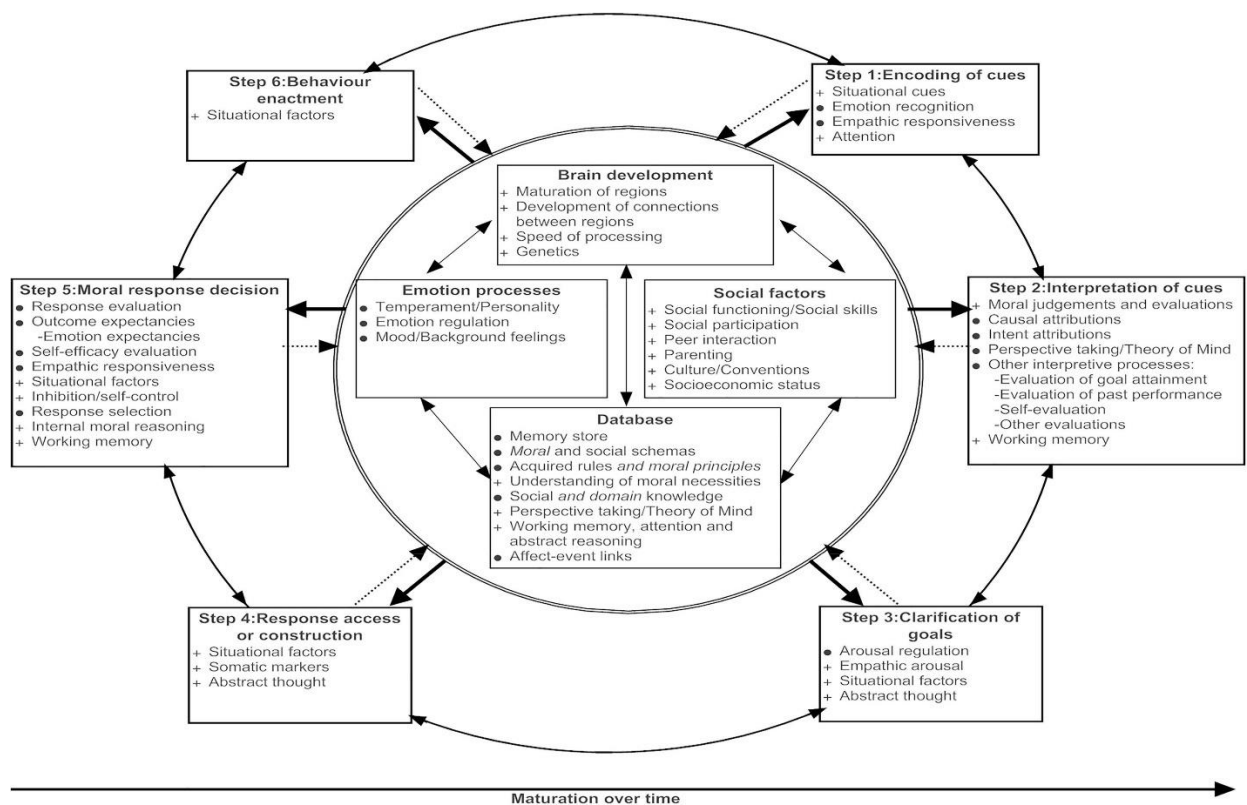 Step 6:Behaviour
enactment
+ Situational factors
Step 1:Encoding of cues
+ Situational cues
● Emotion recognition
● Empathic responsiveness
+ Attention
Brain development
+ Maturation of regions
+ Development of connections
between regions
+ Speed of processing
+ Genetics
Step 5:Moral response decision
● Response evaluation
● Outcome expectancies
-Emotion expectancies
● Self-efficacy evaluation
● Empathic responsiveness
+ Situational factors
+ Inhibition/self-control
● Response selection
+ Internal moral reasoning
+ Working memory
Emotion processes
● Temperament/Personality
● Emotion regulation
● Mood/Background feelings
Social factors
+ Social functioning/Social skills
+ Social participation
+ Peer interaction
+ Parenting
+ Culture/Conventions
+ Socioeconomic status
Step 2:Interpretation of cues
+ Moral judgements and evaluations
● Causal attributions
● Intent attributions
● Perspective taking/Theory of Mind
● Other interpretive processes:
-Evaluation of goal attainment
-Evaluation of past performance
-Self-evaluation
-Other evaluations
+ Working memory
Database
● Memory store
● Moral and social schemas
● Acquired rules and moral principles
+ Understanding of moral necessities
● Social and domain knowledge
+ Perspective taking/Theory of Mind
+ Working memory, attention and
abstract reasoning
● Affect-event links
Step 4:Response access
or construction
+ Situational factors
+ Somatic markers
+ Abstract thought
Step 3:Clarification of
goals
● Arousal regulation
+ Empathic arousal
+ Situational factors
+ Abstract thought
Maturation over time